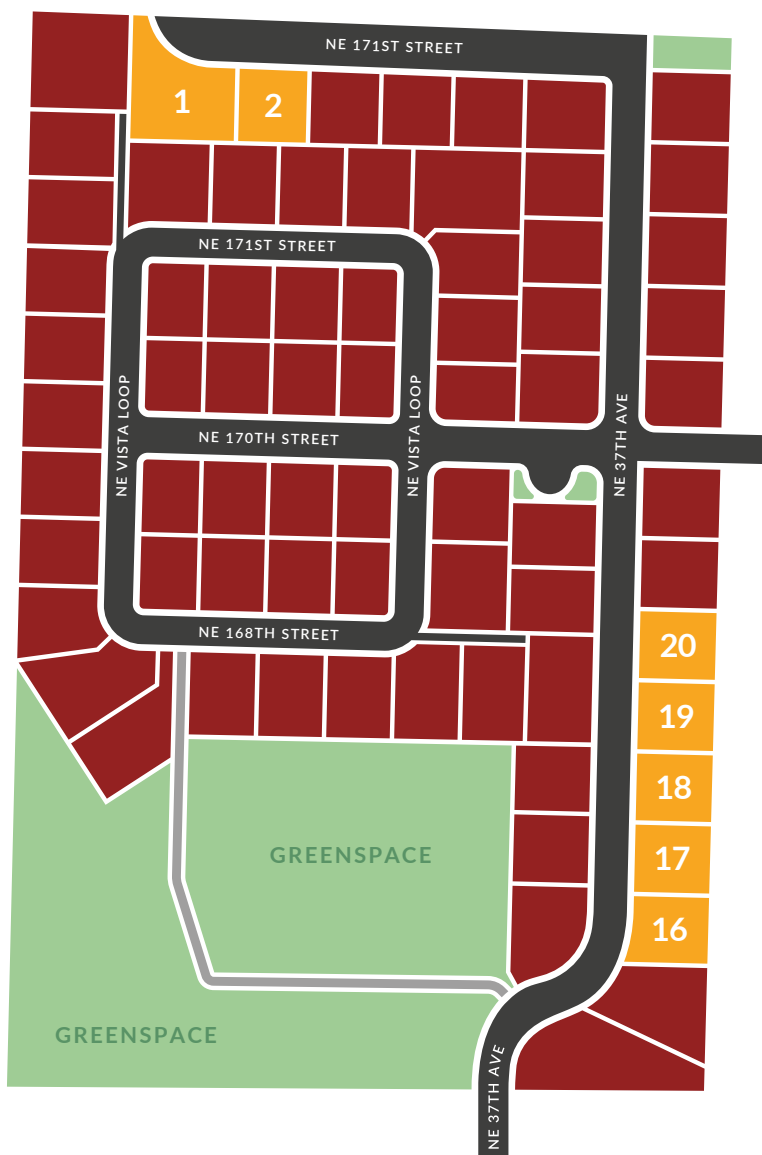 NE 171ST STREET
1
2
NE 171ST STREET
NE VISTA LOOP
NE VISTA LOOP
NE 37TH AVE
NE 170TH STREET
NE 168TH STREET
20
19
18
17
16
GREENSPACE
GREENSPACE
NE 37TH AVE